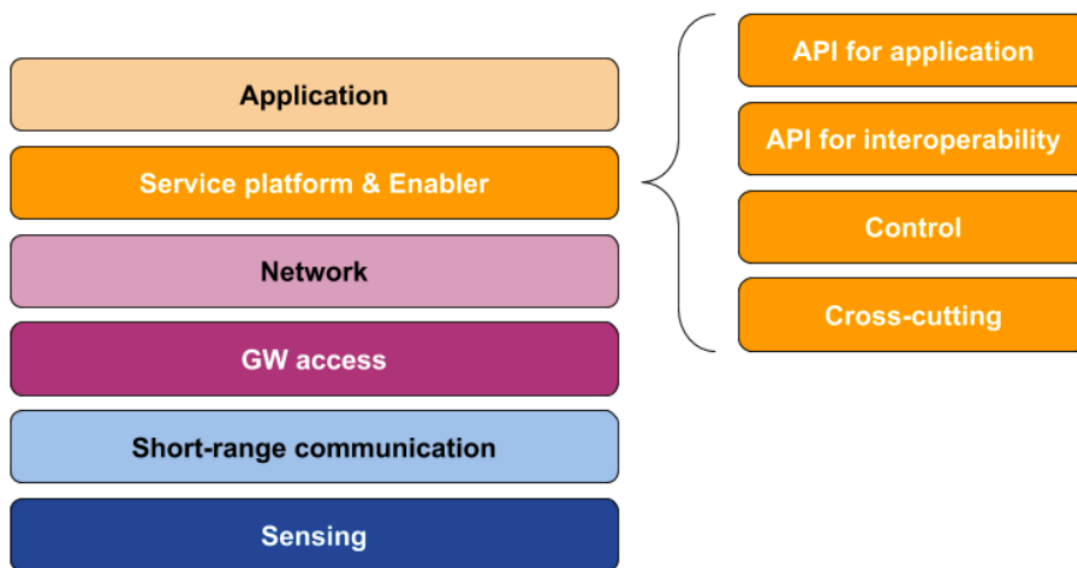 Application
Service platform & Enabler
Network
GW access
Short-range communication
Sensing
API for application
API for interoperability
Control
Cross-cutting